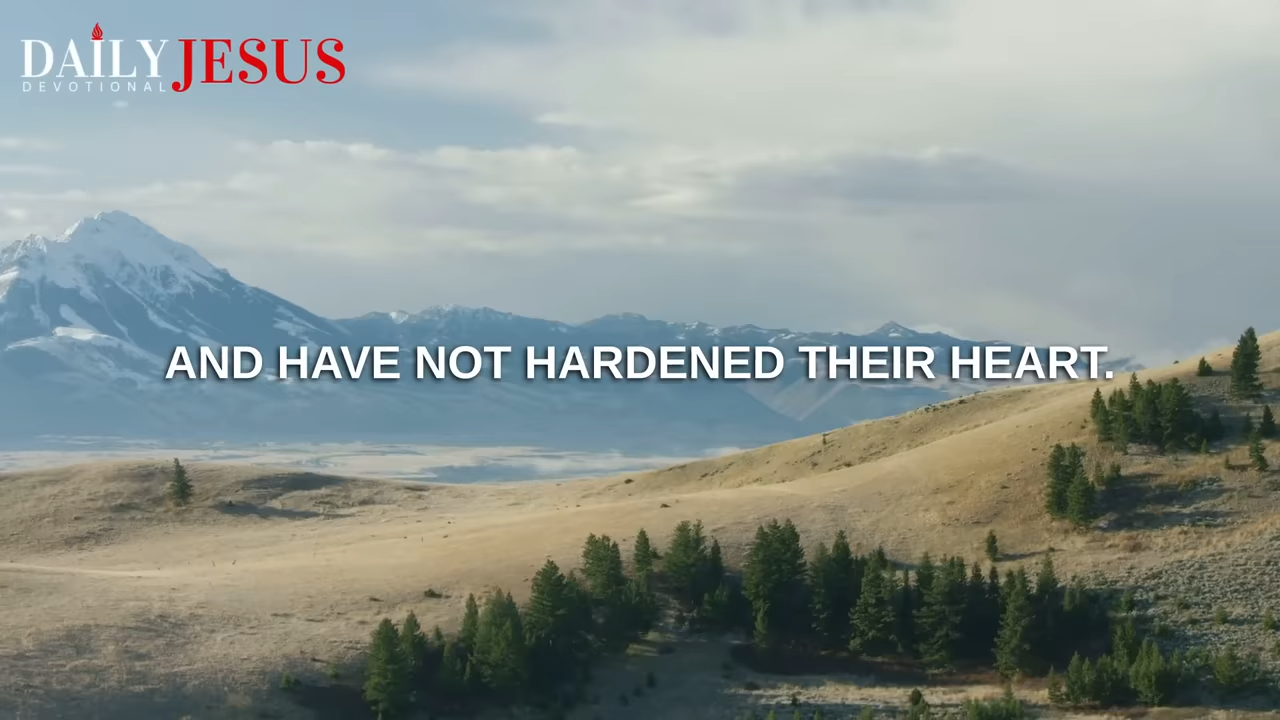 DAILY JESUS
DEVOTIONAL
AND HAVE NOT HARDENED THEIR HEART.